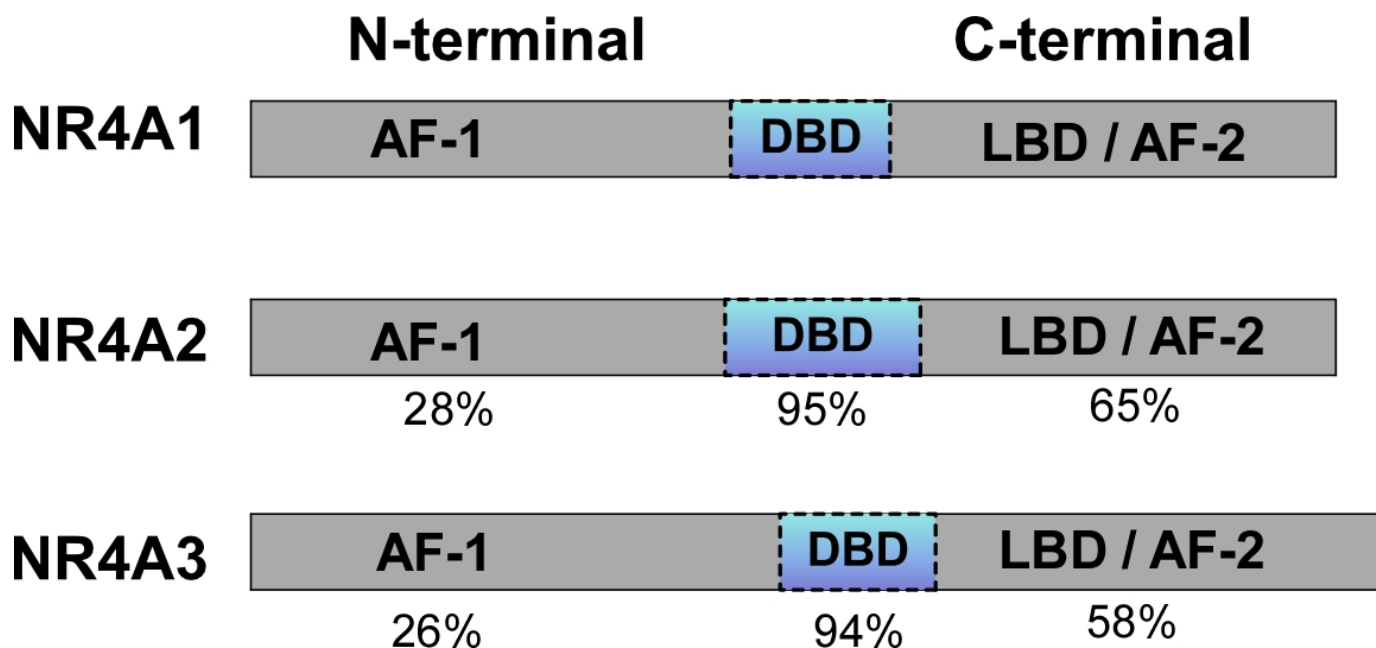 N-terminal C-terminal
NR4A1 AF-1 DBD LBD / AF-2
NR4A2 AF-1 DBD LBD / AF-2
28% 95% 65%
NR4A3 AF-1 DBD LBD / AF-2
26% 94% 58%